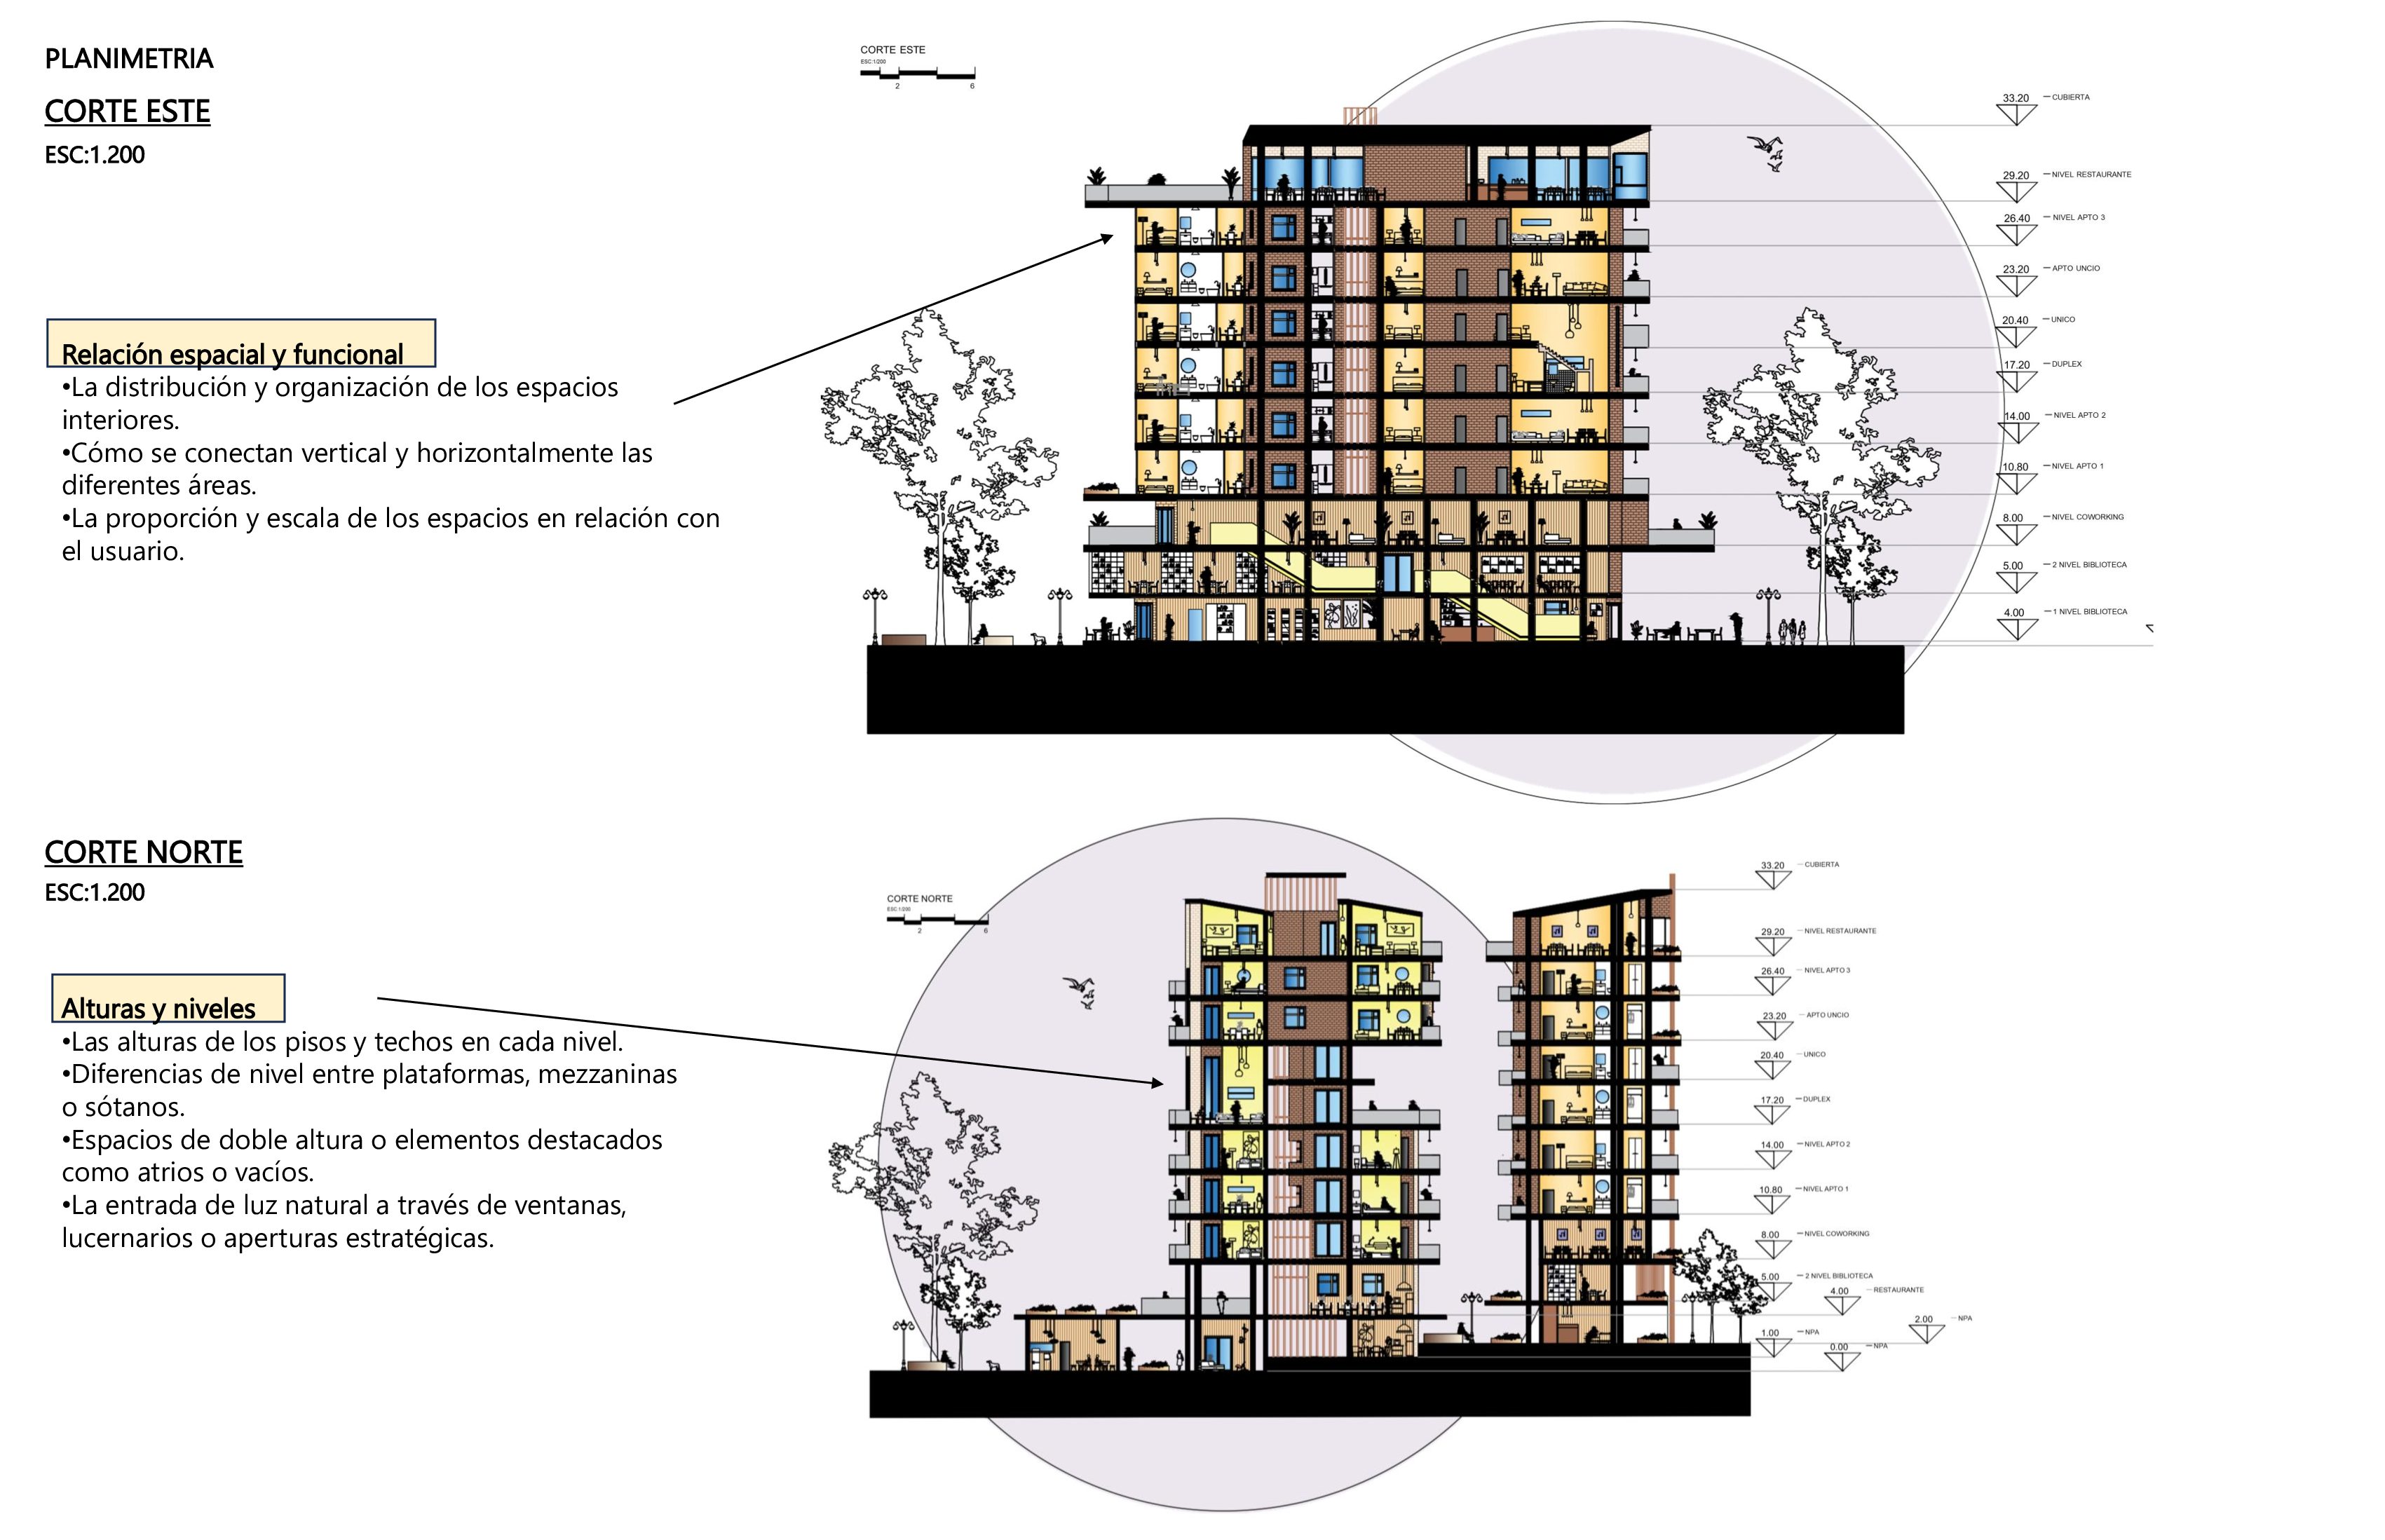 PLANIMETRIA
CORTE ESTE
ESC:1.200
Relación espacial y funcional
•La distribución y organización de los espacios
interiores.
•Cómo se conectan vertical y horizontalmente las
diferentes áreas.
•La proporción y escala de los espacios en relación con
el usuario.
CORTE ESTE
ESC:1/200
2 6
33.20 CUBIERTA
29.20 NIVEL RESTAURANTE
26.40 NIVEL APTO 3
23.20 APTO UNCIO
20.40 UNICO
17.20 DUPLEX
14.00 NIVEL APTO 2
10.80 NIVEL APTO 1
8.00 NIVEL COWORKING
5.00 2 NIVEL BIBLIOTECA
4.00 1 NIVEL BIBLIOTECA
CORTE NORTE
ESC:1.200
Alturas y niveles
•Las alturas de los pisos y techos en cada nivel.
•Diferencias de nivel entre plataformas, mezzaninas
o sótanos.
•Espacios de doble altura o elementos destacados
como atrios o vacíos.
•La entrada de luz natural a través de ventanas,
lucernarios o aperturas estratégicas.
CORTE NORTE
ESC:1/200
2 6
33.20 CUBIERTA
29.20 NIVEL RESTAURANTE
26.40 NIVEL APTO 3
23.20 APTO UNCIO
20.40 UNICO
17.20 DUPLEX
14.00 NIVEL APTO 2
10.80 NIVEL APTO 1
8.00 NIVEL COWORKING
5.00 2 NIVEL BIBLIOTECA
4.00 RESTAURANTE
2.00 NPA
1.00 NPA
0.00 NPA